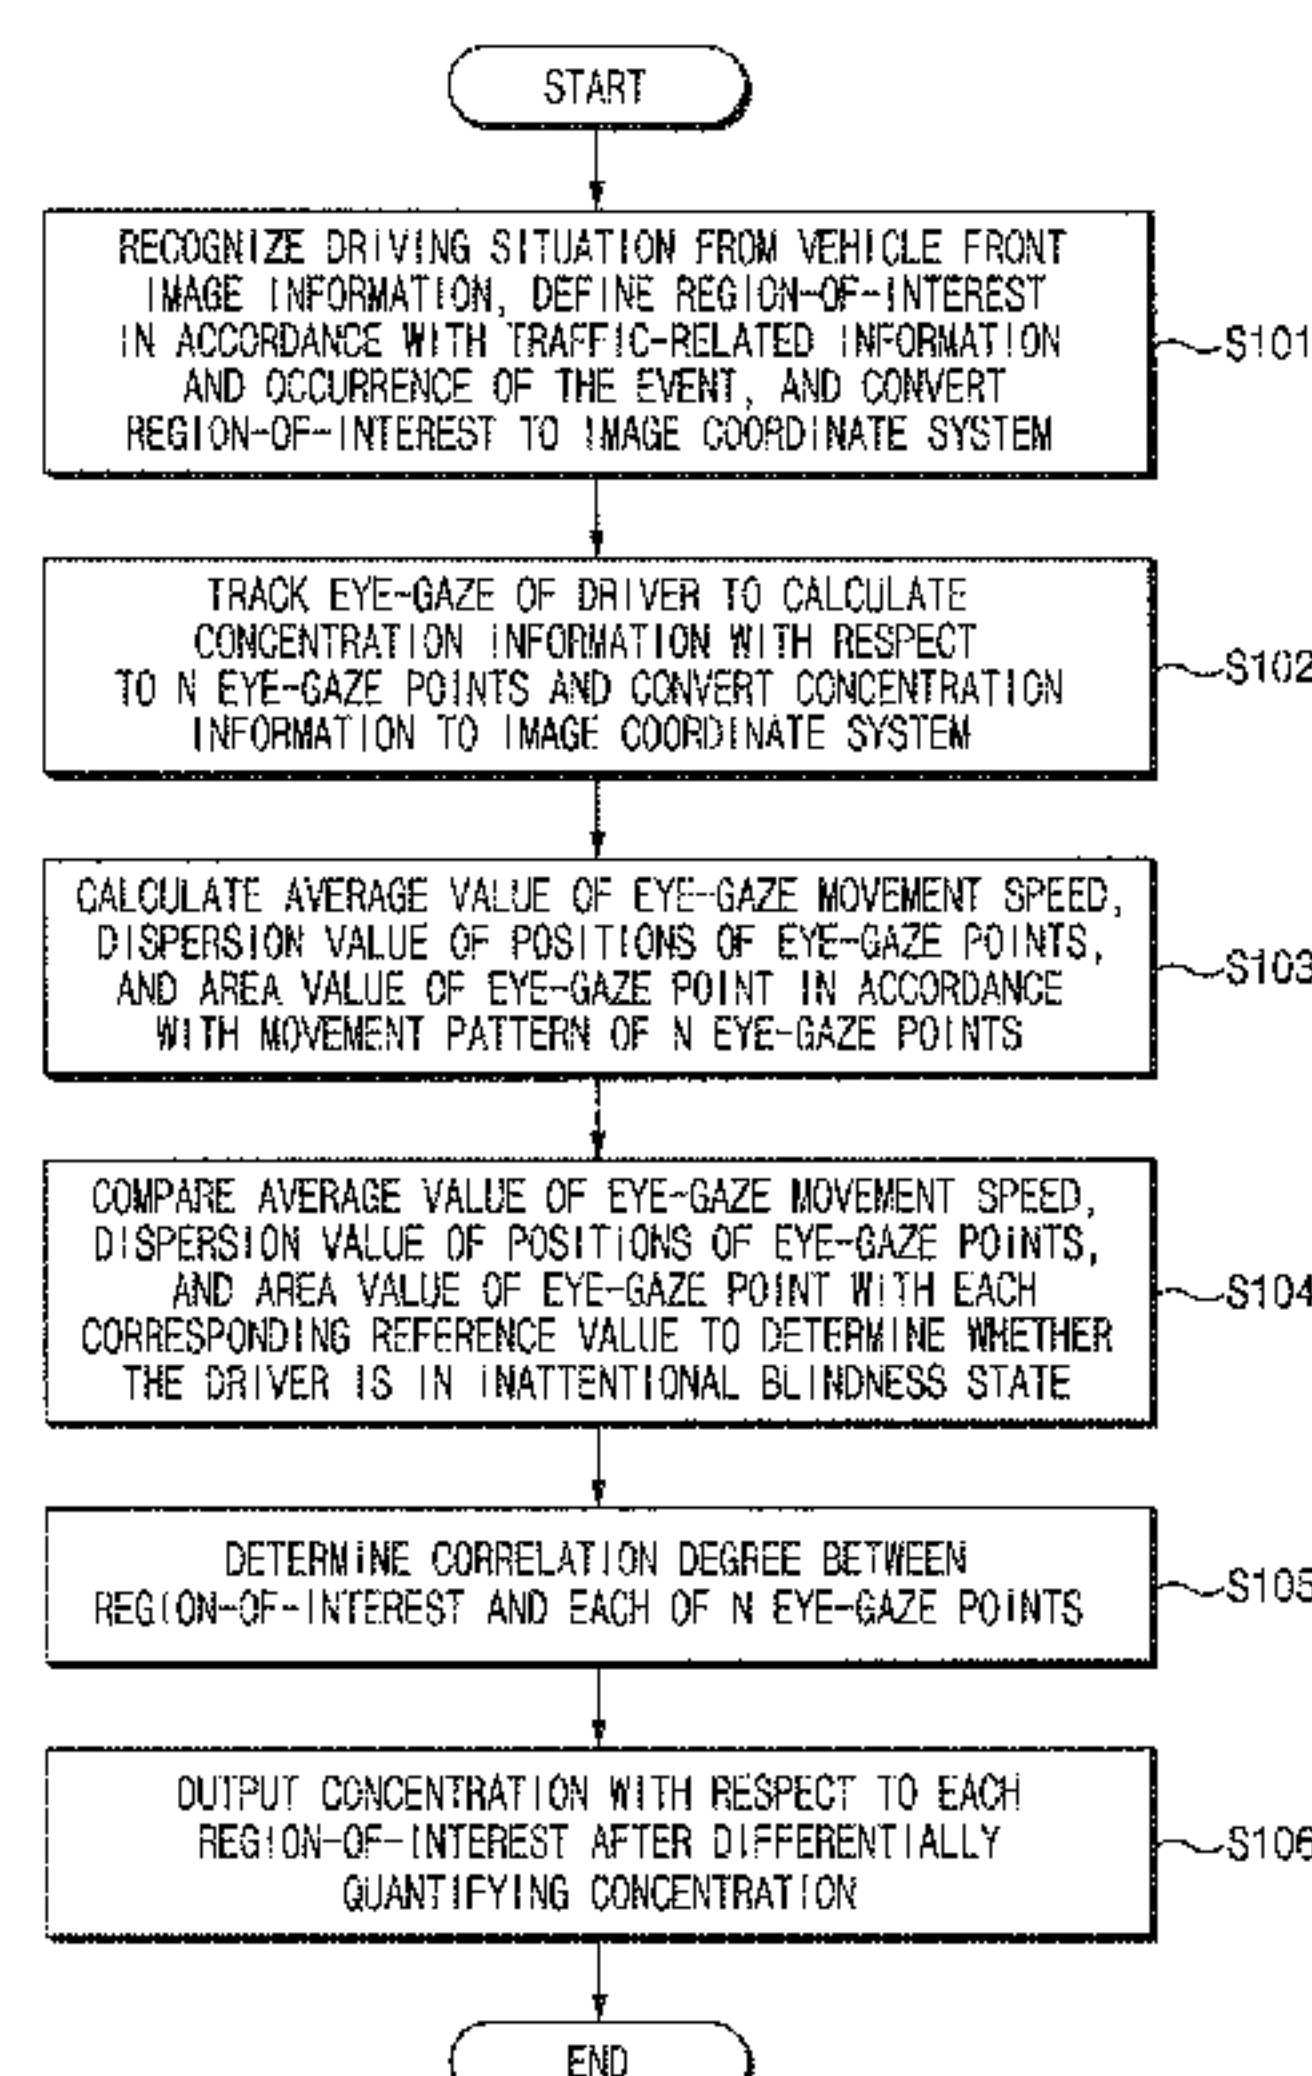 START
RECOGNIZE DRIVING SITUATION FROM VEHICLE FRONT
IMAGE INFORMATION, DEFINE REGION-OF-INTEREST
IN ACCORDANCE WITH TRAFFIC-RELATED INFORMATION
AND OCCURRENCE OF THE EVENT, AND CONVERT
REGION-OF-INTEREST TO IMAGE COORDINATE SYSTEM
S101
TRACK EYE-GAZE OF DRIVER TO CALCULATE
CONCENTRATION INFORMATION WITH RESPECT
TO N EYE-GAZE POINTS AND CONVERT CONCENTRATION
INFORMATION TO IMAGE COORDINATE SYSTEM
S102
CALCULATE AVERAGE VALUE OF EYE-GAZE MOVEMENT SPEED,
DISPERSION VALUE OF POSITIONS OF EYE-GAZE POINTS,
AND AREA VALUE OF EYE-GAZE POINT IN ACCORDANCE
WITH MOVEMENT PATTERN OF N EYE-GAZE POINTS
S103
COMPARE AVERAGE VALUE OF EYE-GAZE MOVEMENT SPEED,
DISPERSION VALUE OF POSITIONS OF EYE-GAZE POINTS,
AND AREA VALUE OF EYE-GAZE POINT WITH EACH
CORRESPONDING REFERENCE VALUE TO DETERMINE WHETHER
THE DRIVER IS IN INATTENTIONAL BLINDNESS STATE
S104
DETERMINE CORRELATION DEGREE BETWEEN
REGION-OF-INTEREST AND EACH OF N EYE-GAZE POINTS
S105
OUTPUT CONCENTRATION WITH RESPECT TO EACH
REGION-OF-INTEREST AFTER DIFFERENTIALLY
QUANTIFYING CONCENTRATION
S106
END